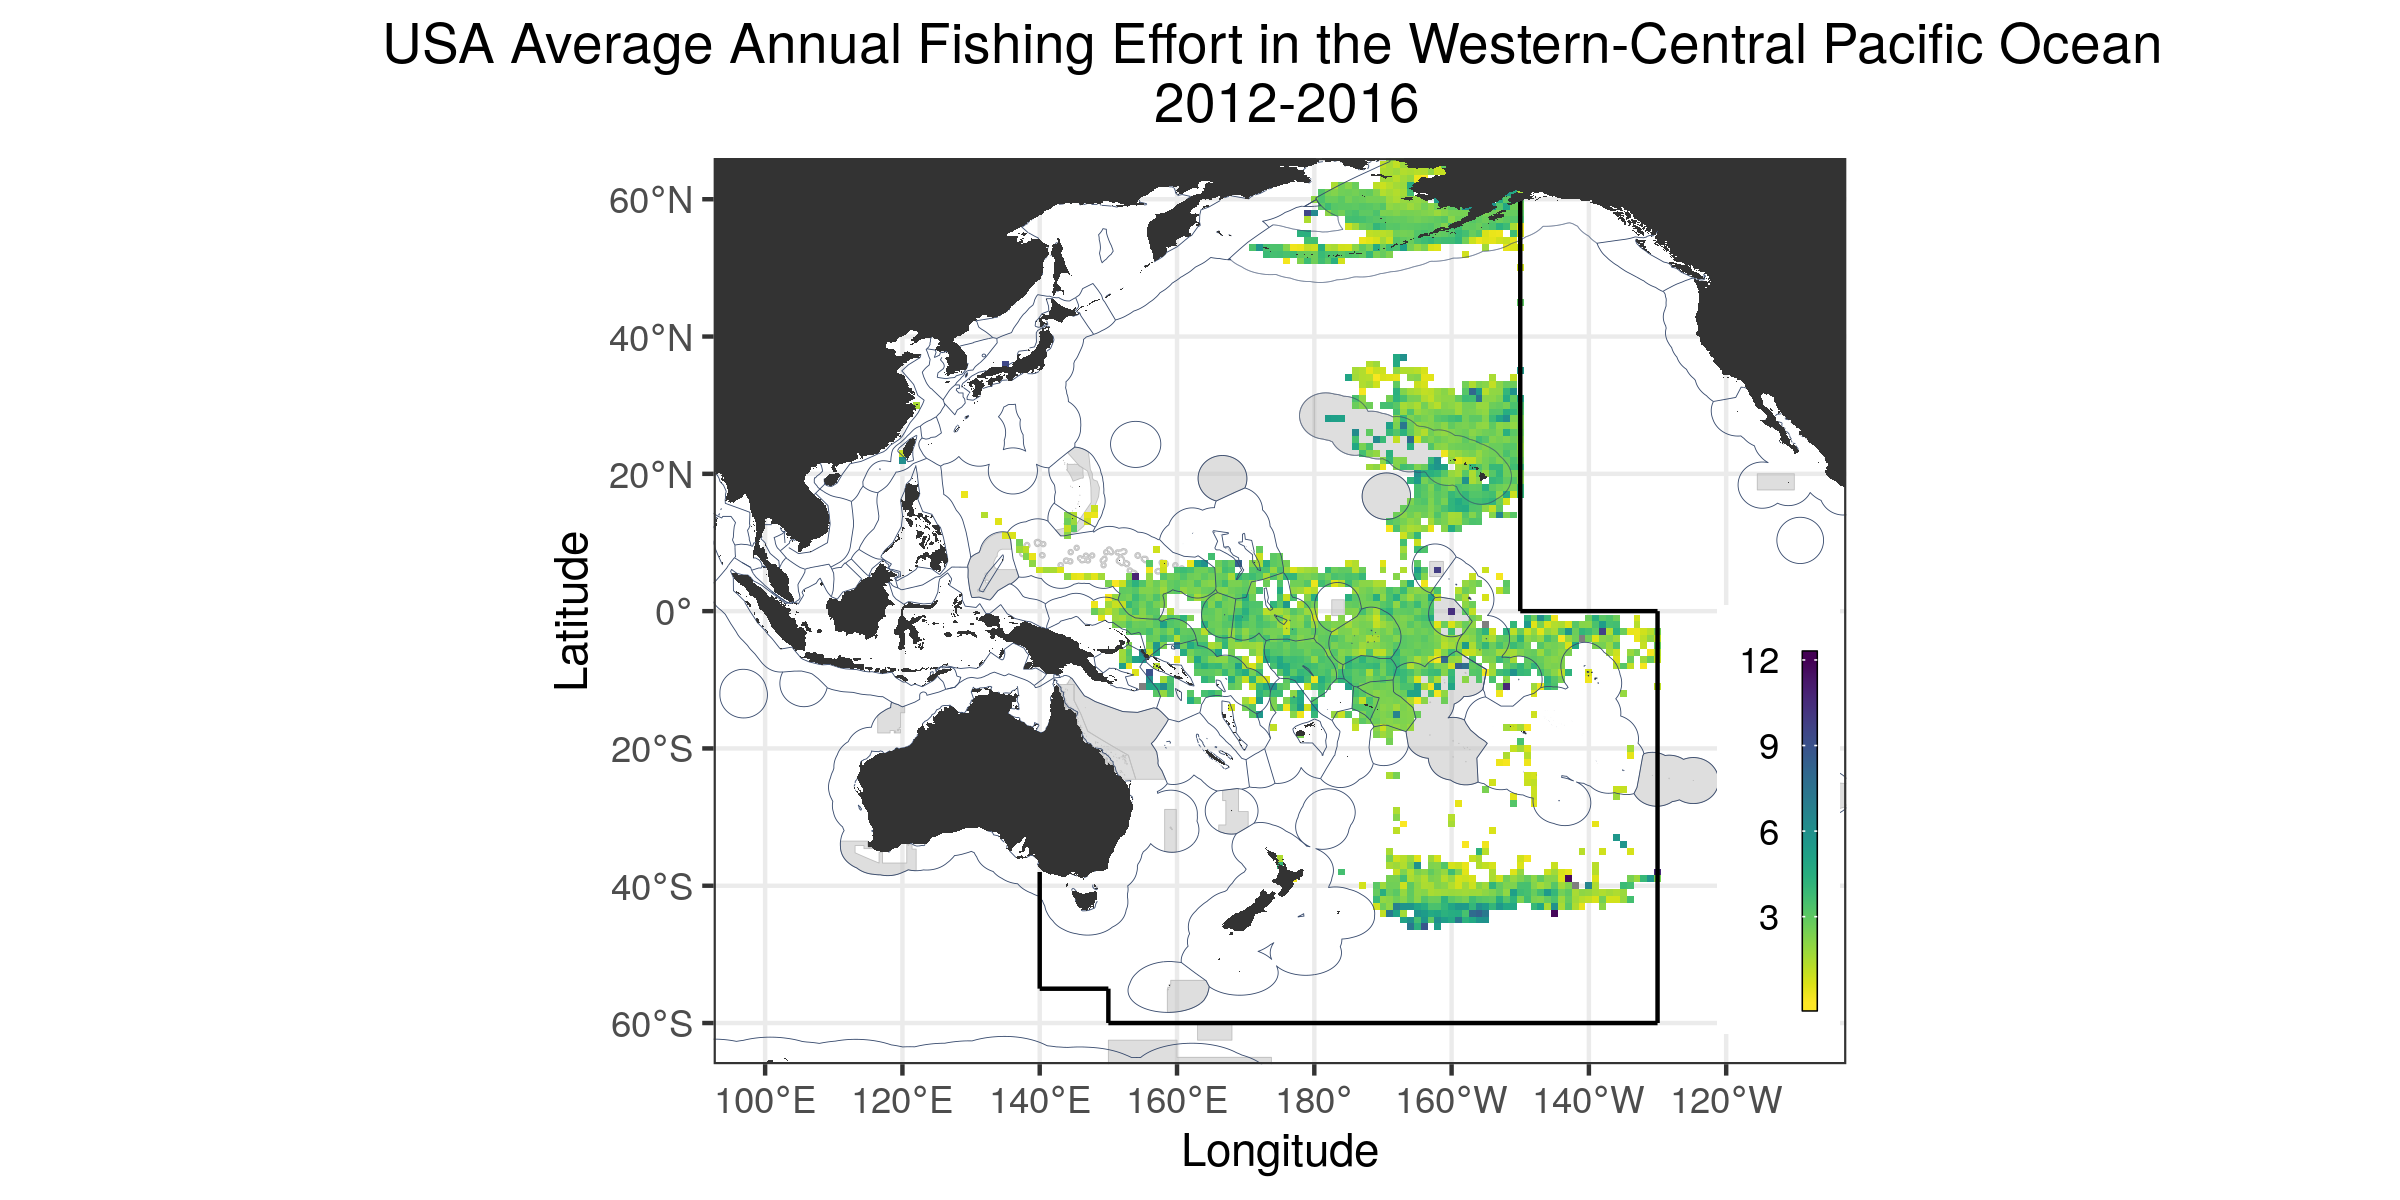 USA Average Annual Fishing Effort in the Western-Central Pacific Ocean
2012-2016
60°N
40°N
20°N
0°
20°S
40°S
60°S
Latitude
12
9
6
3
100°E 120°E 140°E 160°E 180° 160°W 140°W 120°W
Longitude